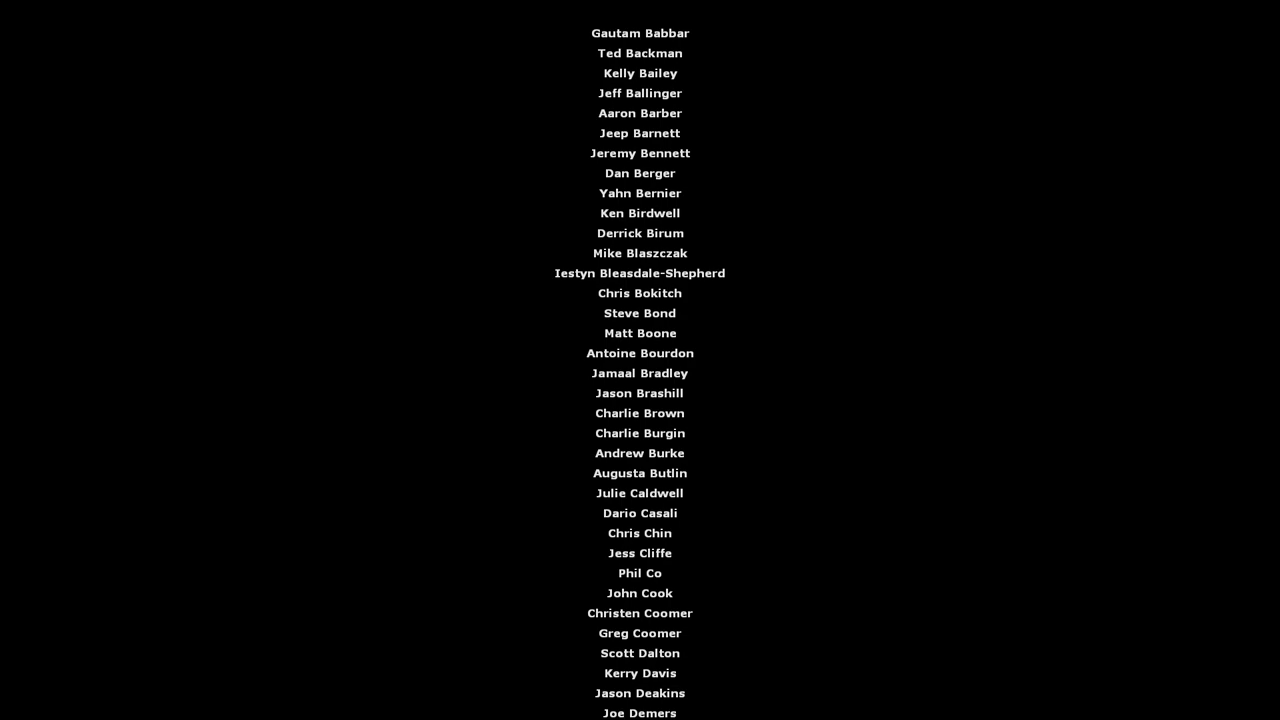 Gautam Babbar
Ted Backman
Kelly Bailey
Jeff Ballinger
Aaron Barber
Jeep Barnett
Jeremy Bennett
Dan Berger
Yahn Bernier
Ken Birdwell
Derrick Birum
Mike Blaszczak
Iestyn Bleasdale-Shepherd
Chris Bokitch
Steve Bond
Matt Boone
Antoine Bourdon
Jamaal Bradley
Jason Brashill
Charlie Brown
Charlie Burgin
Andrew Burke
Augusta Butlin
Julie Caldwell
Dario Casali
Chris Chin
Jess Cliffe
Phil Co
John Cook
Christen Coomer
Greg Coomer
Scott Dalton
Kerry Davis
Jason Deakins
Joe Demers